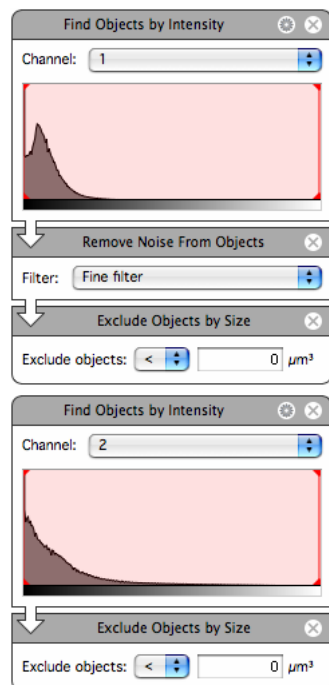 Find Objects by Intensity
Channel: 1
Remove Noise From Objects
Filter: Fine filter
Exclude Objects by Size
Exclude objects: < 0 µm³
Find Objects by Intensity
Channel: 2
Exclude Objects by Size
Exclude objects: < 0 µm³